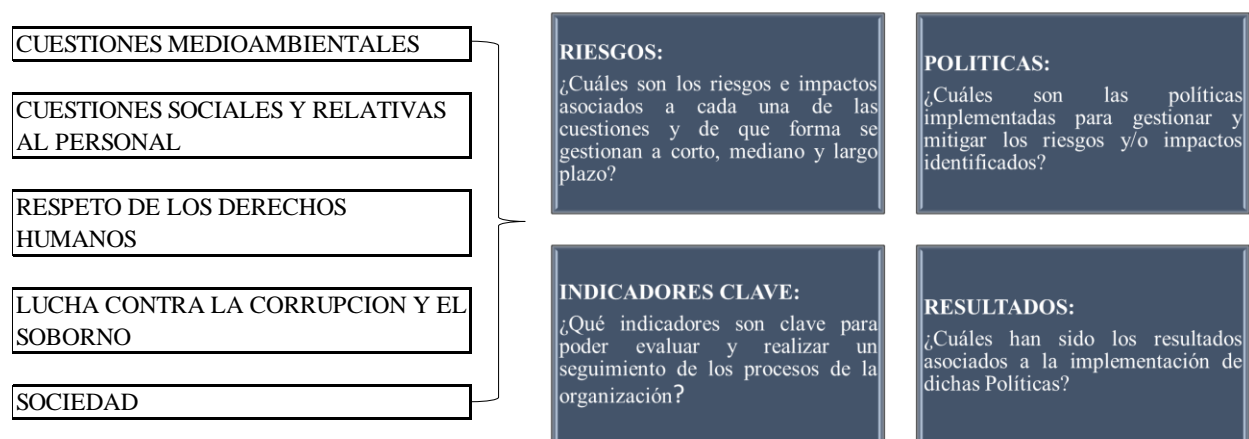 CUESTIONES MEDIOAMBIENTALES
CUESTIONES SOCIALES Y RELATIVAS
AL PERSONAL
RESPETO DE LOS DERECHOS
HUMANOS
LUCHA CONTRA LA CORRUPCION Y EL
SOBORNO
SOCIEDAD
RIESGOS:
¿Cuáles son los riesgos e impactos
asociados a cada una de las
cuestiones y de que forma se
gestionan a corto, mediano y largo
plazo?
POLITICAS:
¿Cuáles son las políticas
implementadas para gestionar y
mitigar los riesgos y/o impactos
identificados?
INDICADORES CLAVE:
¿Qué indicadores son clave para
poder evaluar y realizar un
seguimiento de los procesos de la
organización?
RESULTADOS:
¿Cuáles han sido los resultados
asociados a la implementación de
dichas Políticas?